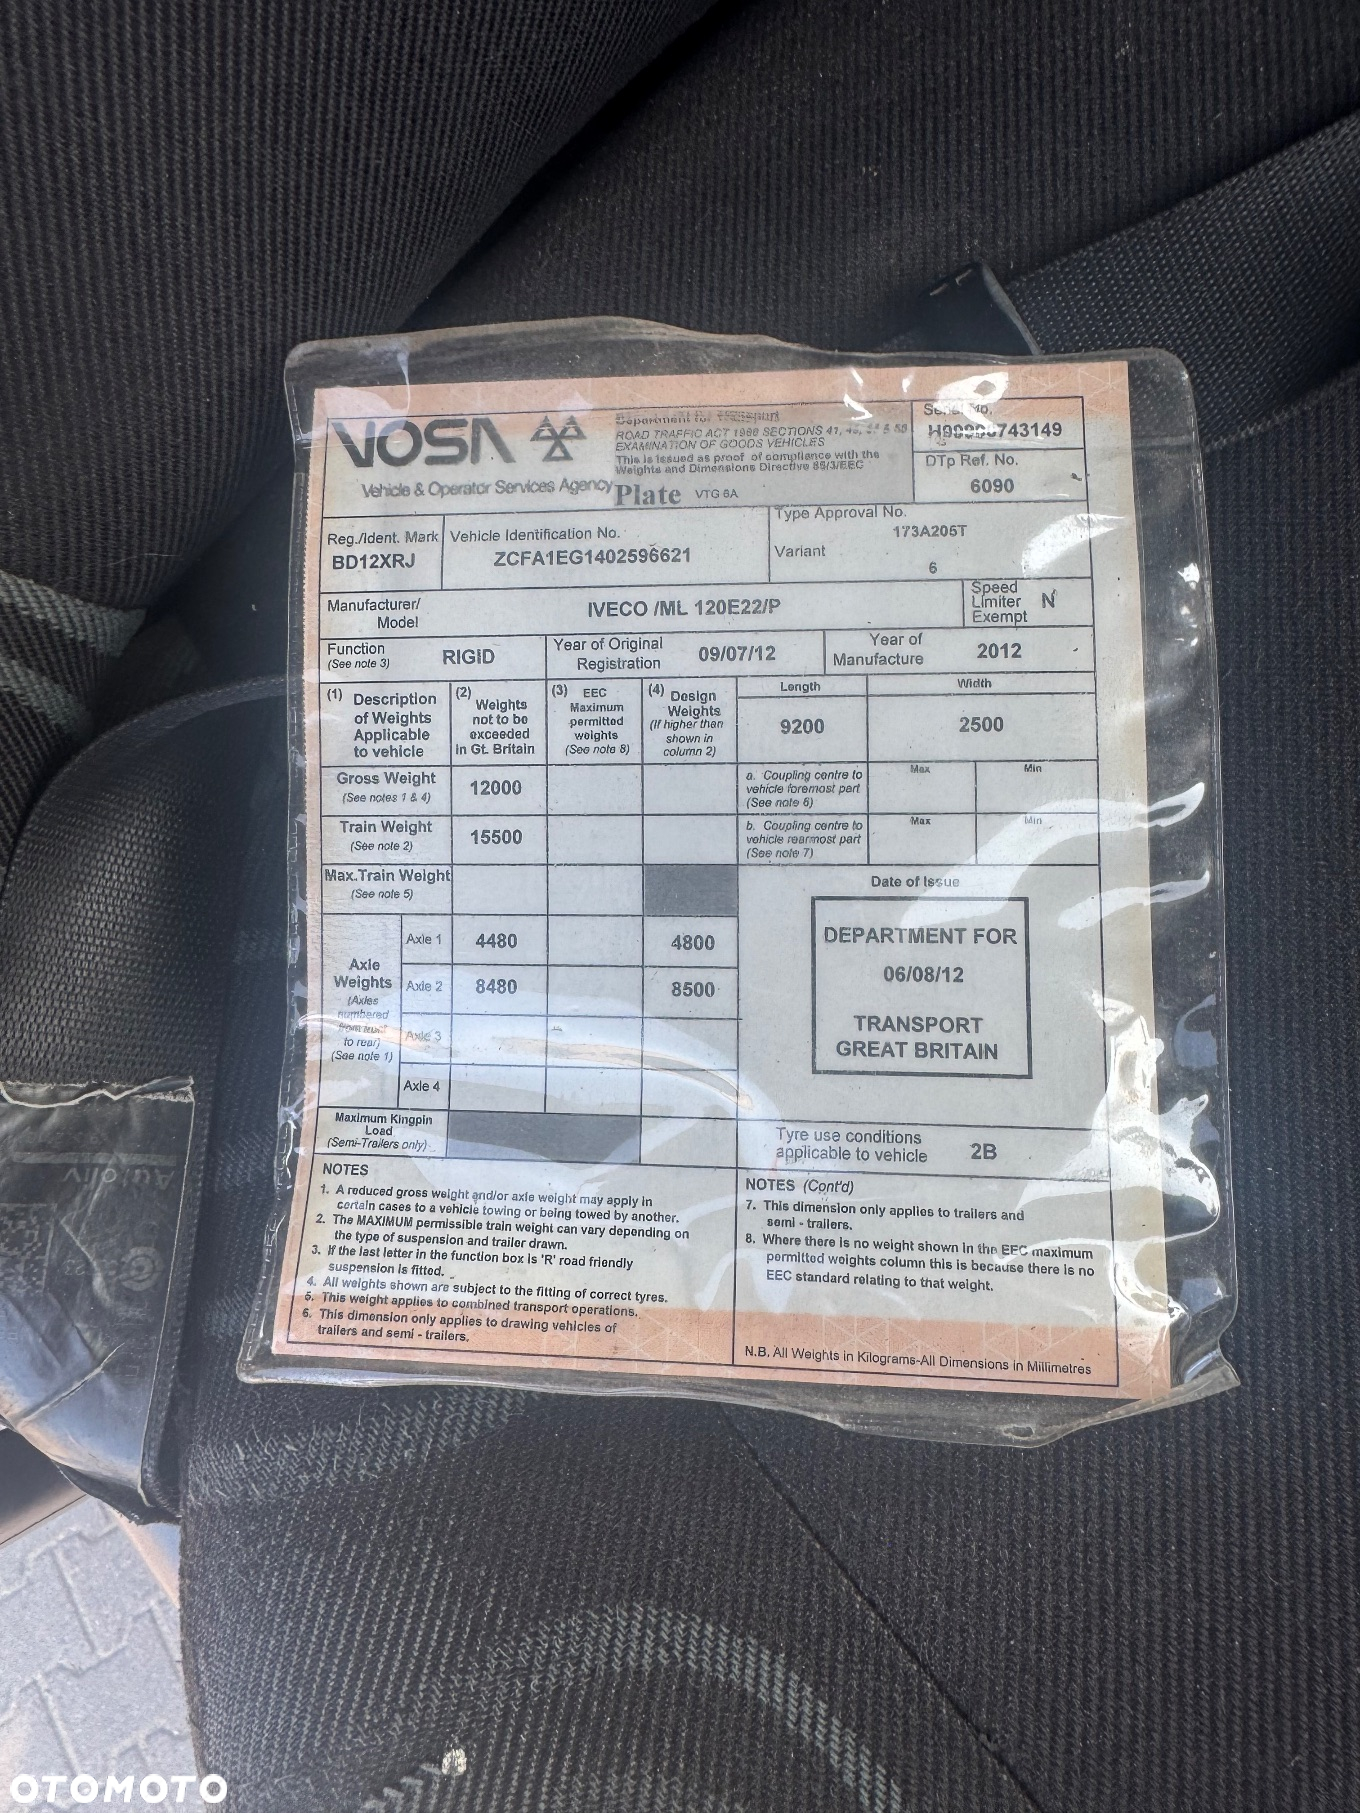 VOSA
Vehicle & Operator Services Agency
Department for Transport
ROAD TRAFFIC ACT 1988 SECTIONS 41, 49, 51 & 58
EXAMINATION OF GOODS VEHICLES
This is issued as proof of compliance with the
Weights and Dimensions Directive 85/3/EEC
Plate VTG 6A
Serial No.
743149
DTp Ref. No.
6090
Reg./Ident. Mark
BD12XRJ
Vehicle Identification No.
ZCFA1EG1402596621
Type Approval No.
173A205T
Variant
6
Manufacturer/
Model
IVECO /ML 120E22/P
Speed
Limiter N
Exempt
Function
(See note 3)
RIGID
Year of Original
Registration
09/07/12
Year of
Manufacture
2012
(1) Description
of Weights
Applicable
to vehicle
(2) Weights
not to be
exceeded
in Gt. Britain
(3) EEC
Maximum
permitted
weights
(See note 8)
(4) Design
Weights
(If higher than
shown in
column 2)
Length
9200
Width
2500
Gross Weight
(See notes 1 & 4)
12000
a. Coupling centre to
vehicle foremost part
(See note 6)
Max
Min
Train Weight
(See note 2)
15500
b. Coupling centre to
vehicle rearmost part
(See note 7)
Max
Min
Max.Train Weight
(See note 5)
Axle
Weights
(Axles
numbered
from front
to rear)
(See note 1)
Axle 1 4480 4800
Axle 2 8480 8500
Axle 3
Axle 4
Maximum Kingpin
Load
(Semi-Trailers only)
Date of Issue
DEPARTMENT FOR
06/08/12
TRANSPORT
GREAT BRITAIN
Tyre use conditions
applicable to vehicle
2B
NOTES
1. A reduced gross weight and/or axle weight may apply in
certain cases to a vehicle towing or being towed by another.
2. The MAXIMUM permissible train weight can vary depending on
the type of suspension and trailer drawn.
3. If the last letter in the function box is 'R' road friendly
suspension is fitted.
4. All weights shown are subject to the fitting of correct tyres.
5. This weight applies to combined transport operations.
6. This dimension only applies to drawing vehicles of
trailers and semi - trailers.
NOTES (Cont'd)
7. This dimension only applies to trailers and
semi - trailers.
8. Where there is no weight shown in the EEC maximum
permitted weights column this is because there is no
EEC standard relating to that weight.
N.B. All Weights in Kilograms-All Dimensions in Millimetres
Autoliv
OTOMOTO